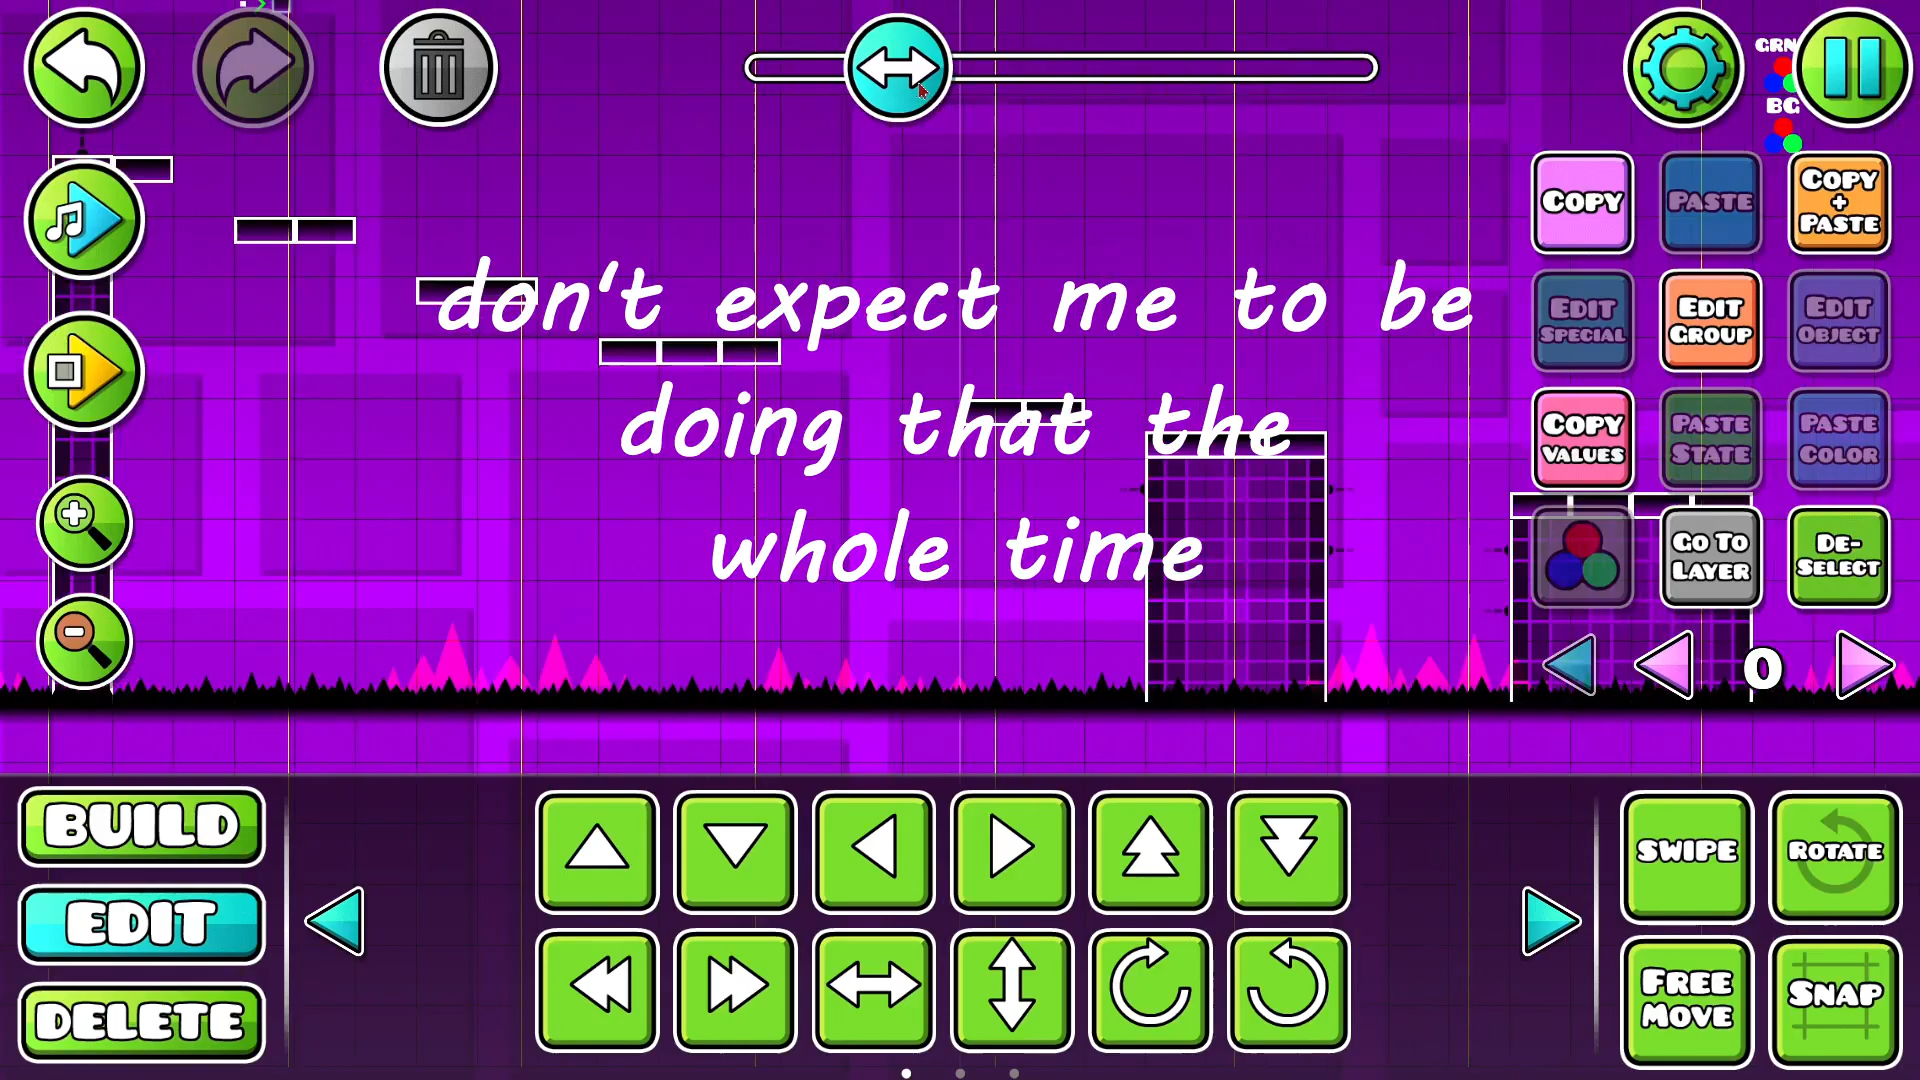 GRN
BG
COPY
PASTE
COPY
+
PASTE
EDIT
SPECIAL
EDIT
GROUP
EDIT
OBJECT
don't expect me to be
doing that the
whole time
COPY
VALUES
PASTE
STATE
PASTE
COLOR
GO TO
LAYER
DE-
SELECT
0
BUILD
EDIT
DELETE
SWIPE
ROTATE
FREE
MOVE
SNAP